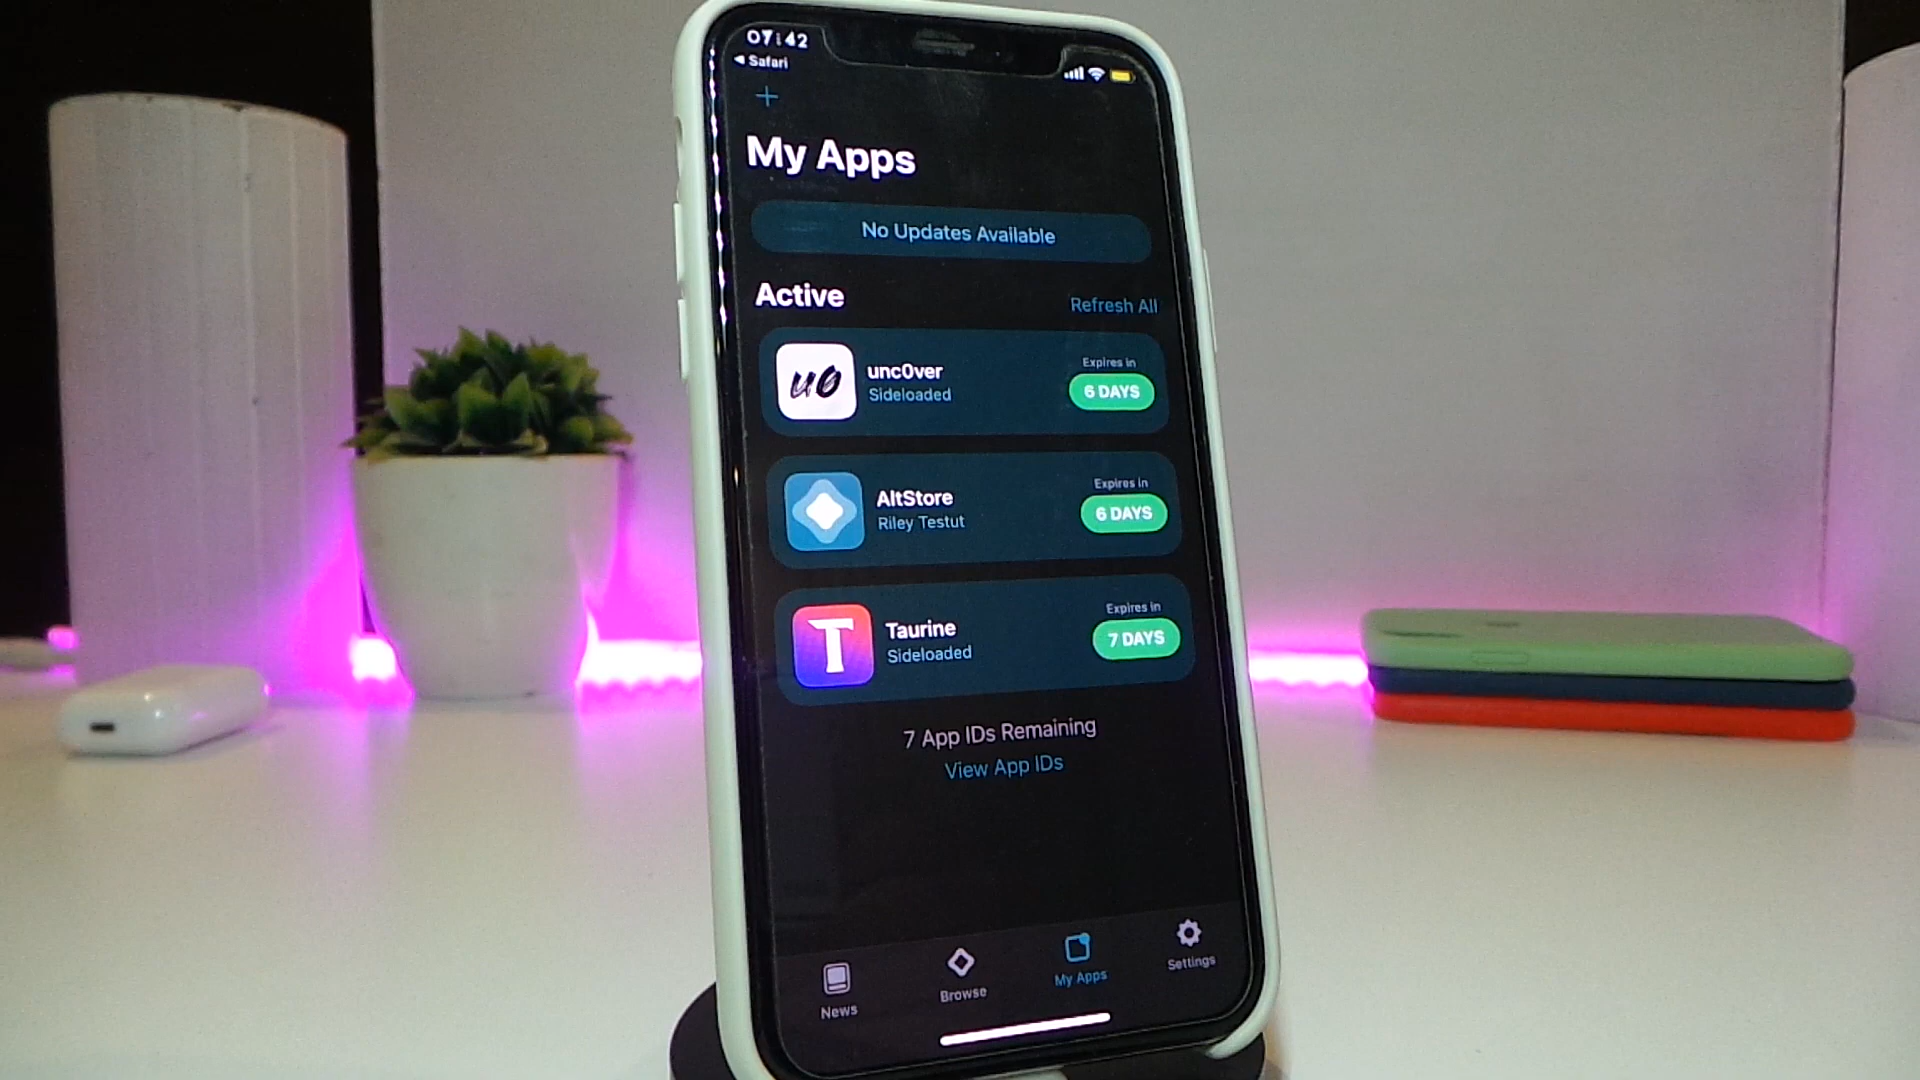 07:42
◀ Safari
+
My Apps
No Updates Available
Active
Refresh All
u0
unc0ver
Sideloaded
Expires in
6 DAYS
AltStore
Riley Testut
Expires in
6 DAYS
T
Taurine
Sideloaded
Expires in
7 DAYS
7 App IDs Remaining
View App IDs
News
Browse
My Apps
Settings